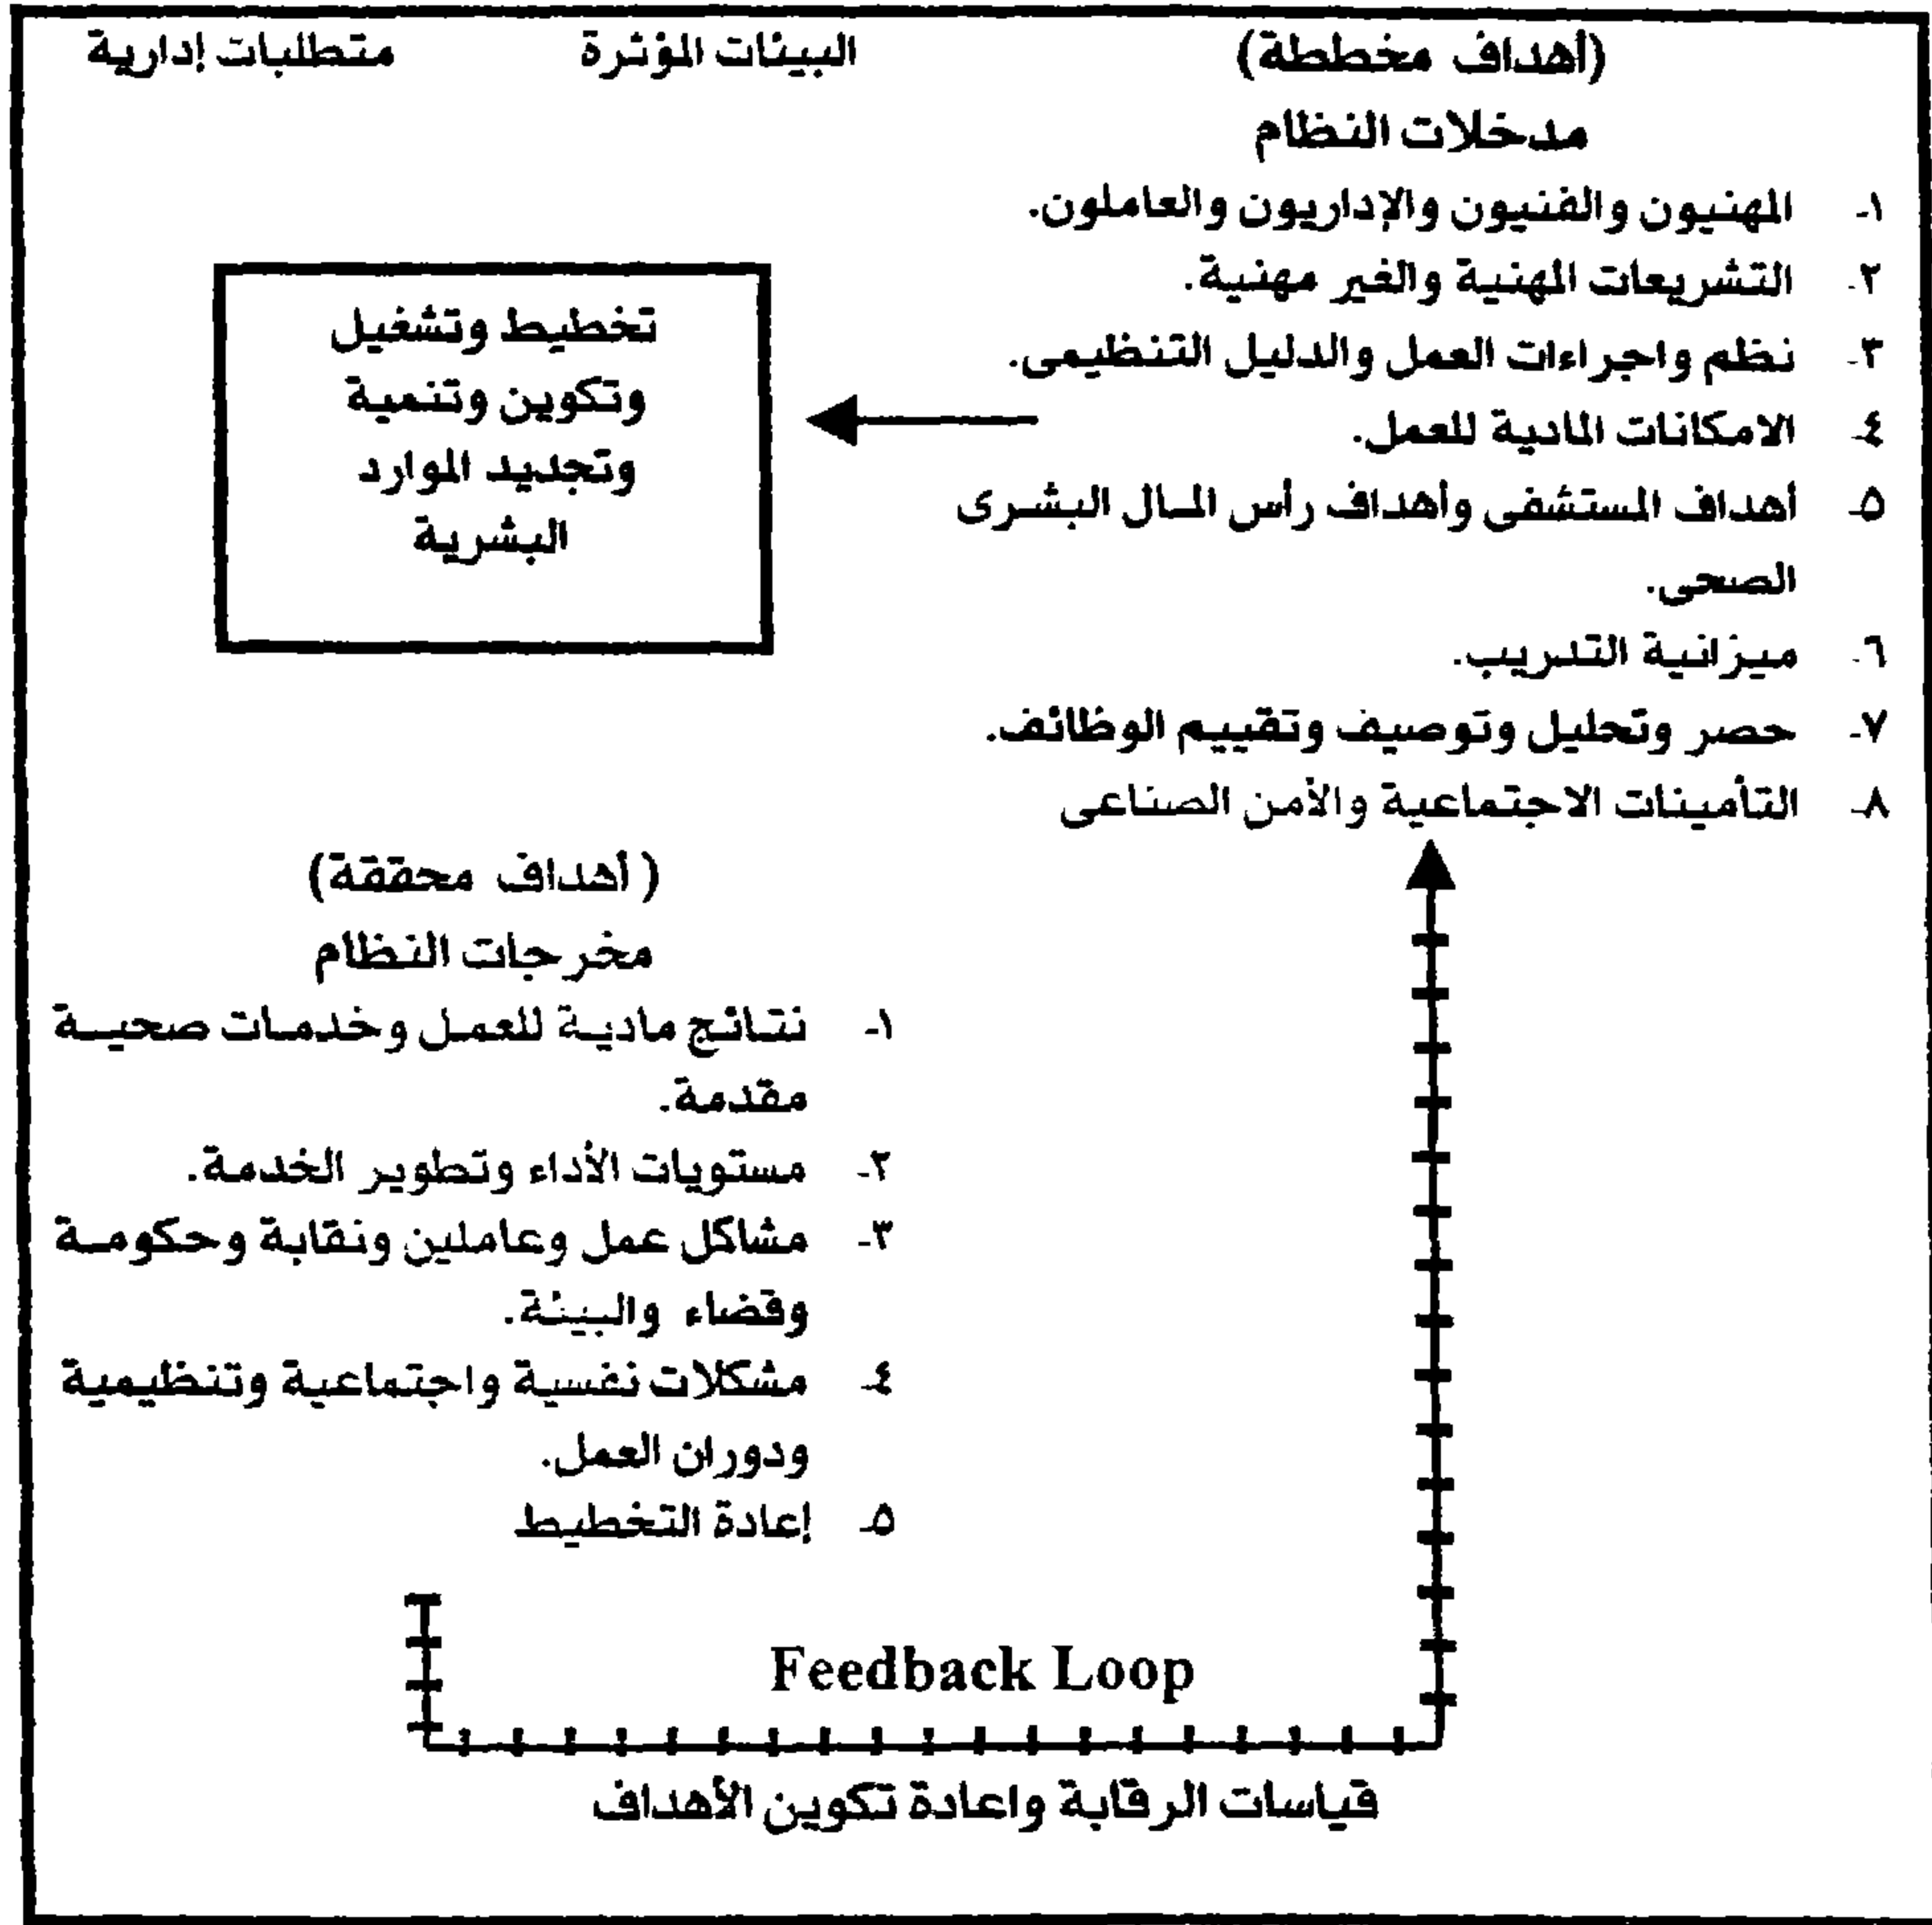 (أهداف مخططة)
البيئات المؤثرة
متطلبات إدارية
مدخلات النظام
١- المهنيون والفنيون والإداريون والعاملون.
٢- التشريعات المهنية والغير مهنية.
٣- نظم واجراءات العمل والدليل التنظيمى.
٤- الامكانات المادية للعمل.
٥- أهداف المستشفى وأهداف رأس المال البشرى
الصحى.
٦- ميزانية التدريب.
٧- حصر وتحليل وتوصيف وتقييم الوظائف.
٨- التأمينات الاجتماعية والأمن الصناعى
تخطيط وتشغيل
وتكوين وتنمية
وتجديد الموارد
البشرية
(أهداف محققة)
مخرجات النظام
١- نتائج مادية للعمل وخدمات صحية
مقدمة.
٢- مستويات الأداء وتطوير الخدمة.
٣- مشاكل عمل وعاملين ونقابة وحكومة
وقضاء والبيئة.
٤- مشكلات نفسية واجتماعية وتنظيمية
ودوران العمل.
٥- إعادة التخطيط
Feedback Loop
قياسات الرقابة واعادة تكوين الأهداف